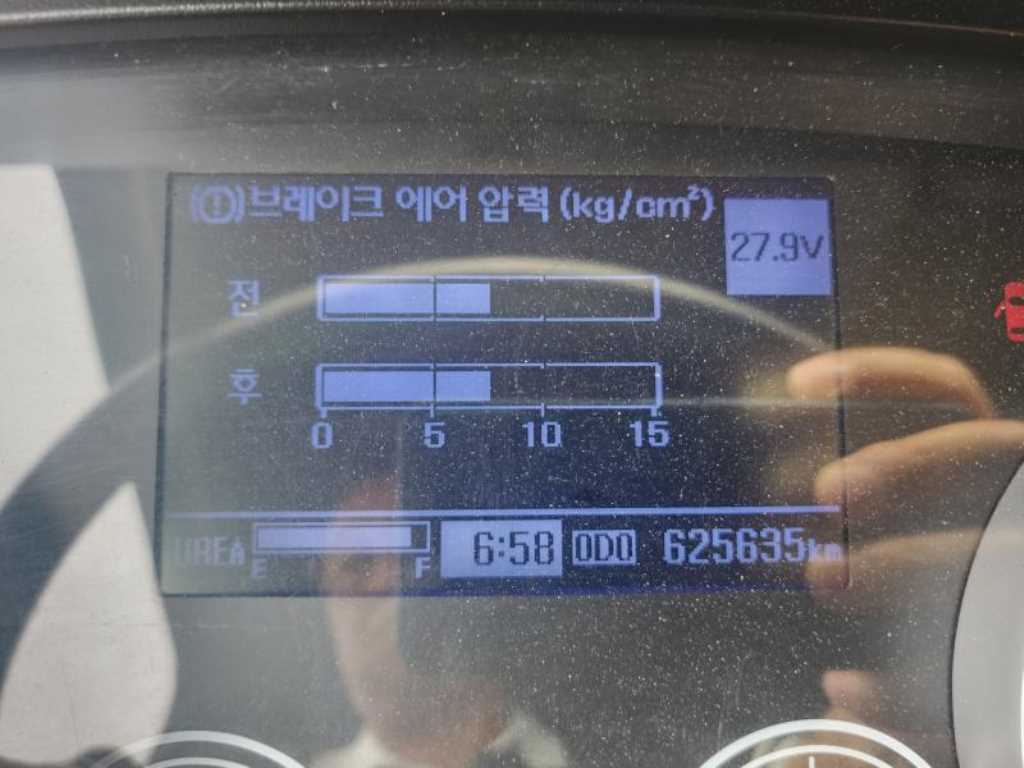 (!)브레이크 에어 압력 (kg/cm²)
27.9V
전
후
0 5 10 15
UREA E F 6:58 ODO 625635km